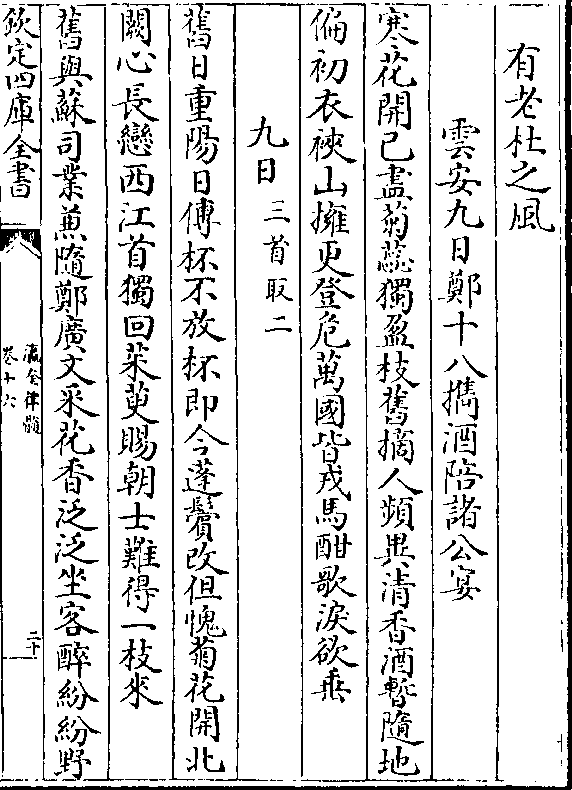 有老杜之風
雲安九日鄭十八攜酒陪諸公宴
寒花開已盡菊蕊獨盈枝舊摘人頻異清香酒暫隨地
偏初衣裌山擁更登危萬國皆戎馬酣歌淚欲垂
九日三首取二
舊日重陽日傅杯不放杯即今蓬鬢改但愧菊花開北
闕心長戀西江首獨回茱萸賜朝士難得一枝來
舊與蘇司業兼隨鄭廣文采花香泛泛坐客醉紛紛野
欽定四庫全書
瀛奎律髓
卷十六
二十